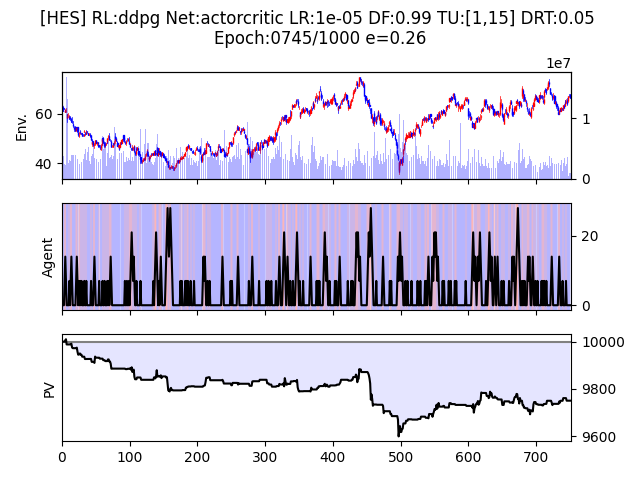 [HES] RL:ddpg Net:actorcritic LR:1e-05 DF:0.99 TU:[1,15] DRT:0.05
Epoch:0745/1000 e=0.26
1e7
Env.
60
40
1
0
Agent
20
0
PV
10000
9800
9600
0 100 200 300 400 500 600 700